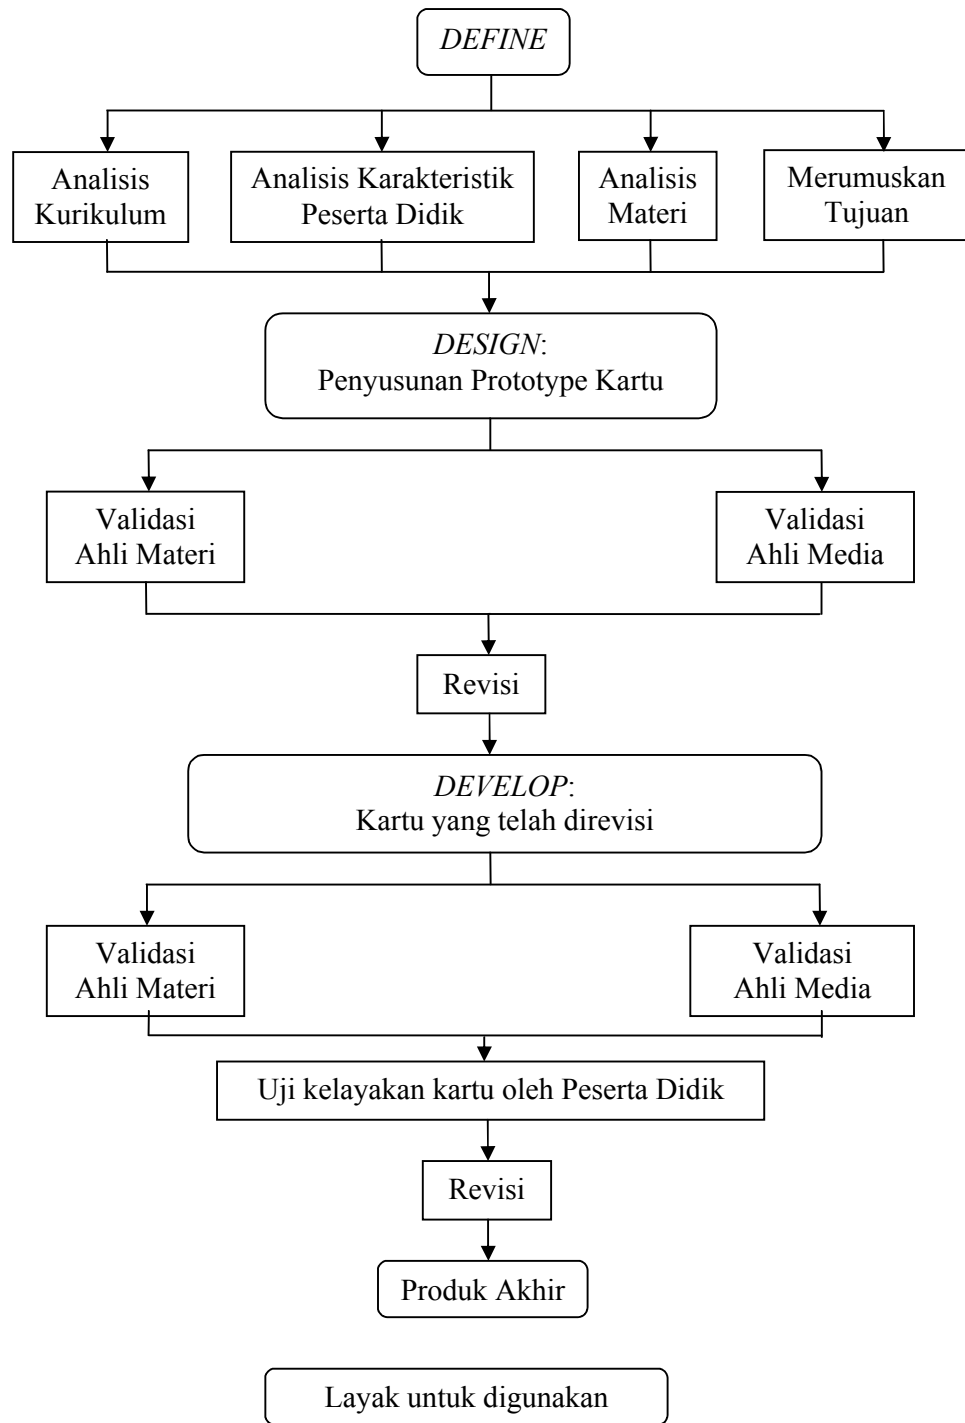 DEFINE
Analisis
Kurikulum
Analisis Karakteristik
Peserta Didik
Analisis
Materi
Merumuskan
Tujuan
DESIGN:
Penyusunan Prototype Kartu
Validasi
Ahli Materi
Validasi
Ahli Media
Revisi
DEVELOP:
Kartu yang telah direvisi
Validasi
Ahli Materi
Validasi
Ahli Media
Uji kelayakan kartu oleh Peserta Didik
Revisi
Produk Akhir
Layak untuk digunakan